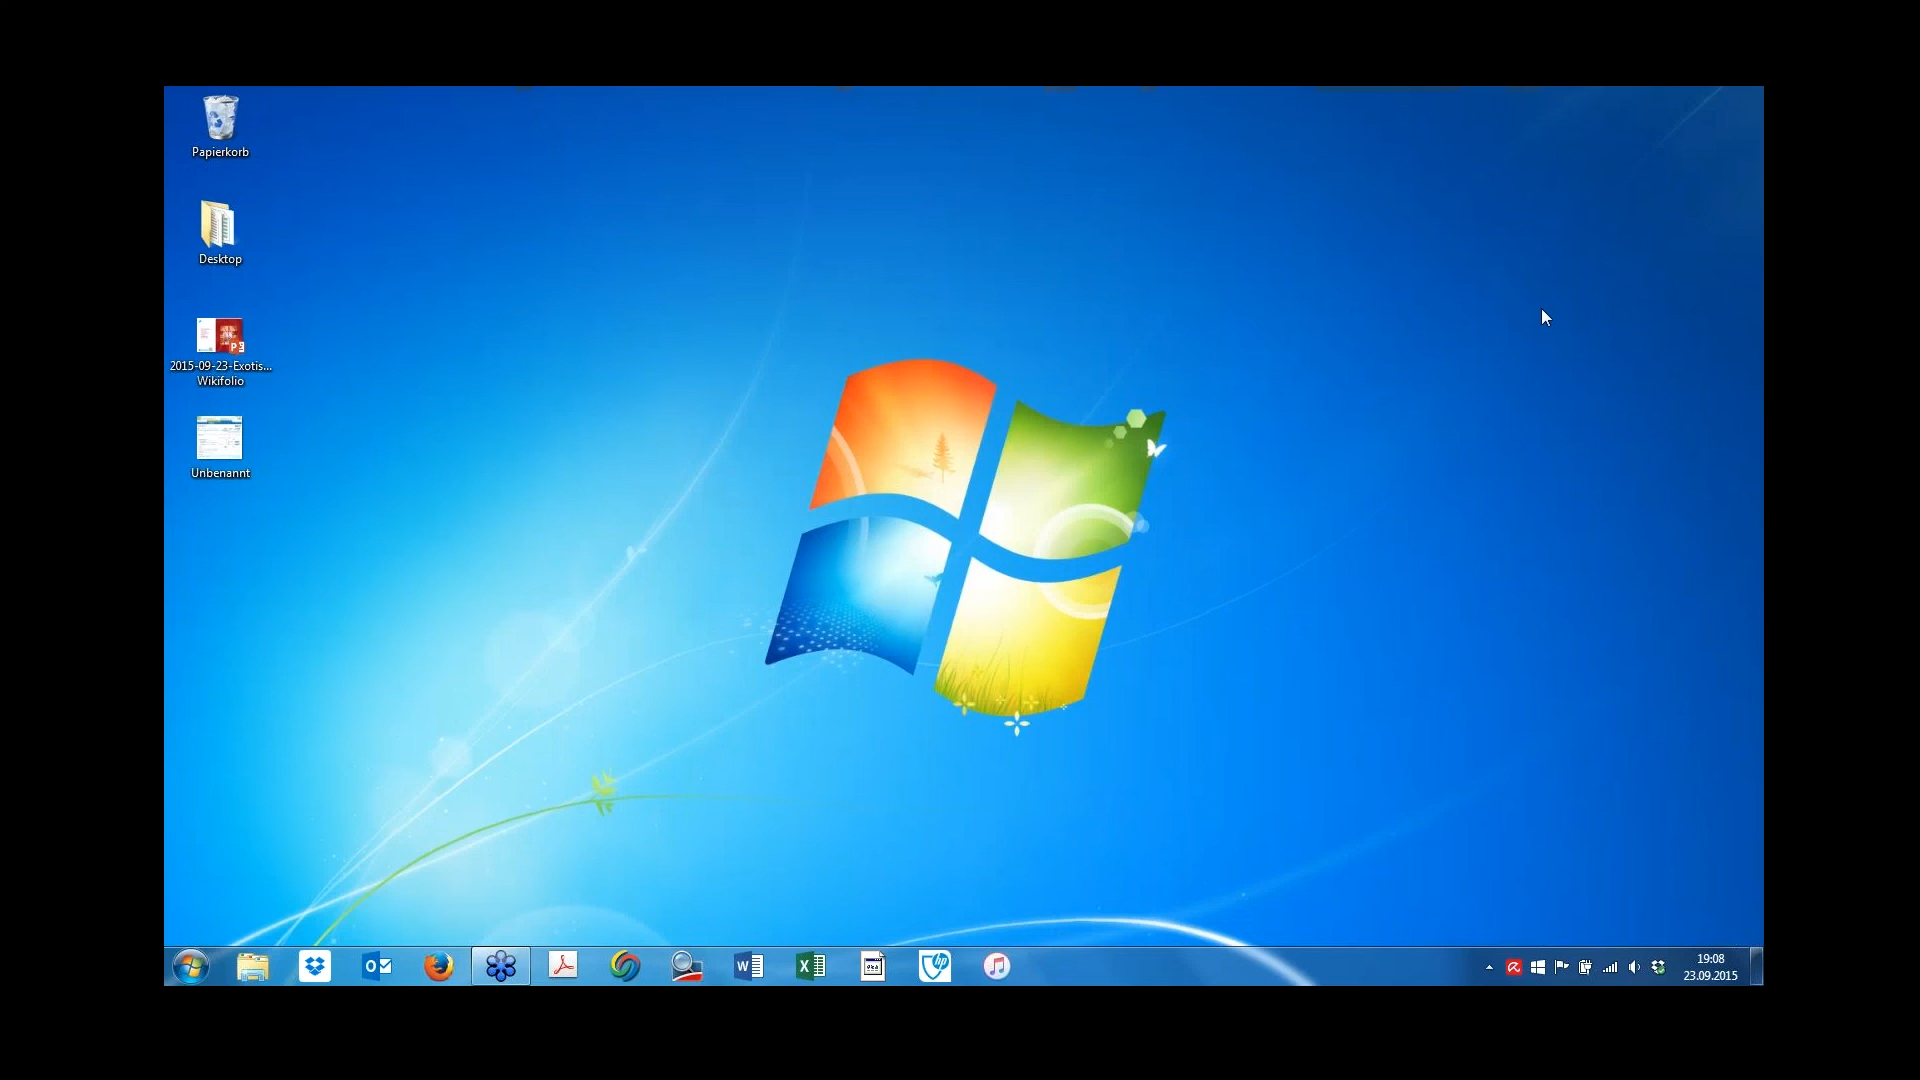 Papierkorb
Desktop
2015-09-23-Exotis...
Wikifolio
Unbenannt
19:08
23.09.2015